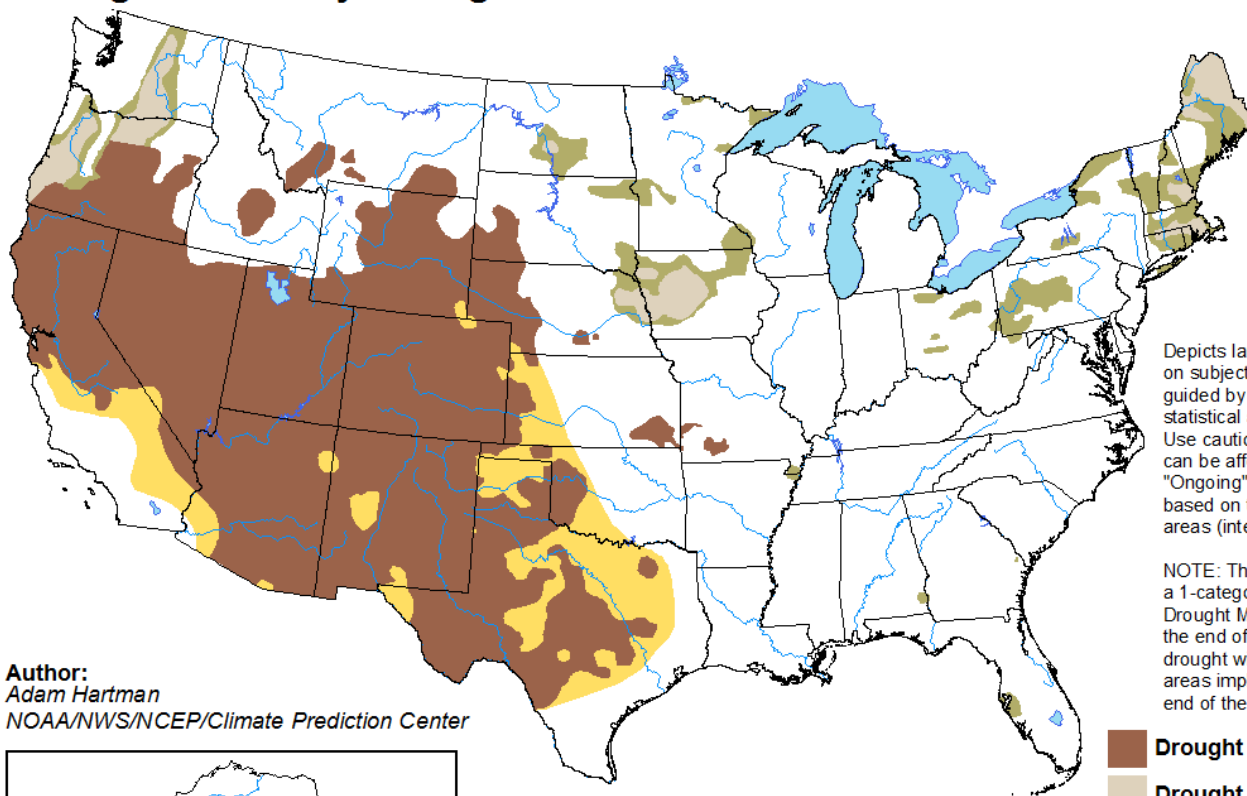 Depicts la
on subject
guided by
statistical
Use cautio
can be affe
"Ongoing"
based on
areas (inte
NOTE: Th
a 1-catego
Drought M
the end of
drought w
areas imp
end of the
Author:
Adam Hartman
NOAA/NWS/NCEP/Climate Prediction Center
Drought
Drought